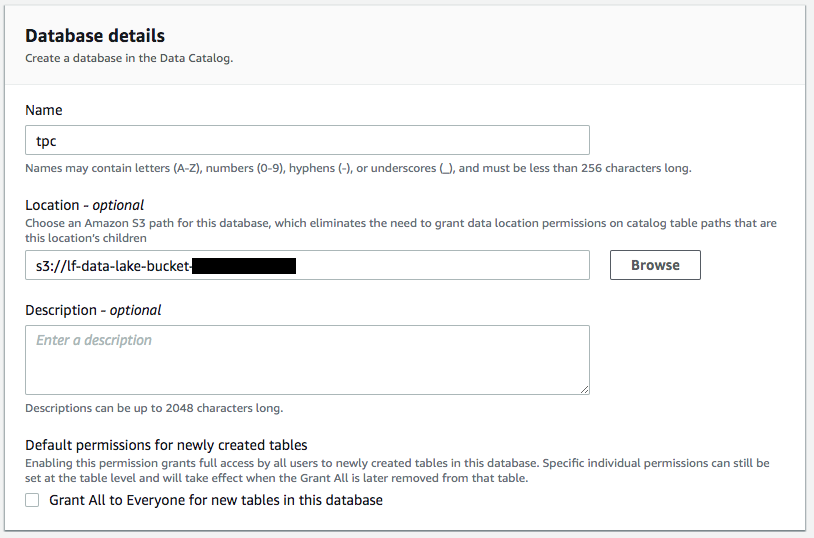 Database details
Create a database in the Data Catalog.
Name
tpc
Names may contain letters (A-Z), numbers (0-9), hyphens (-), or underscores (_), and must be less than 256 characters long.
Location - optional
Choose an Amazon S3 path for this database, which eliminates the need to grant data location permissions on catalog table paths that are
this location's children
s3://lf-data-lake-bucket-
Browse
Description - optional
Enter a description
Descriptions can be up to 2048 characters long.
Default permissions for newly created tables
Enabling this permission grants full access by all users to newly created tables in this database. Specific individual permissions can still be
set at the table level and will take effect when the Grant All is later removed from that table.
Grant All to Everyone for new tables in this database